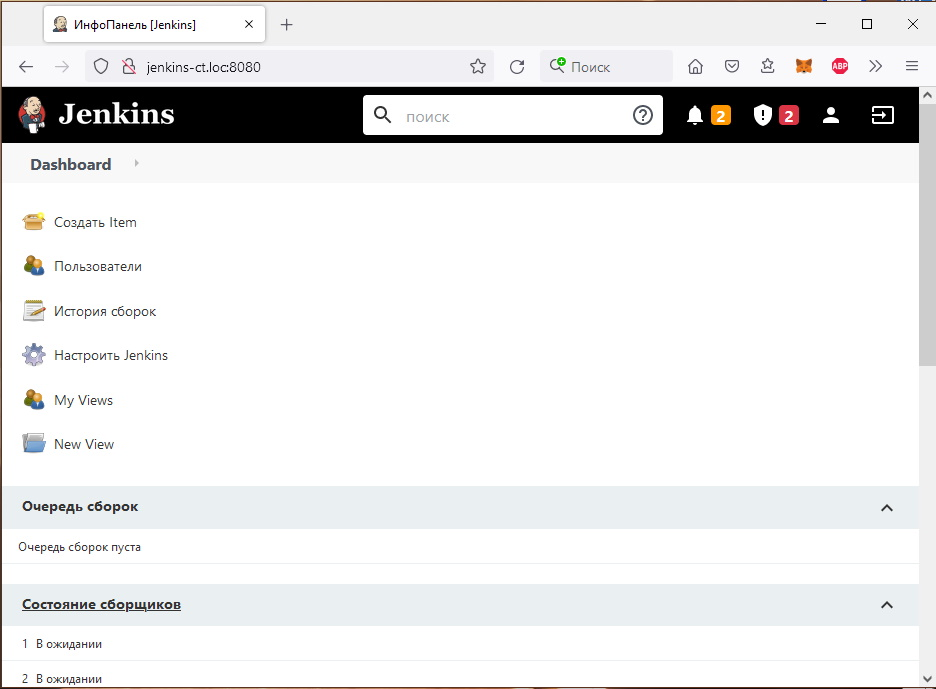 ИнфоПанель [Jenkins]
jenkins-ct.loc:8080
Поиск
ABP
Jenkins
поиск
2
2
Dashboard
Создать Item
Пользователи
История сборок
Настроить Jenkins
My Views
New View
Очередь сборок
Очередь сборок пуста
Состояние сборщиков
1 В ожидании
2 В ожидании